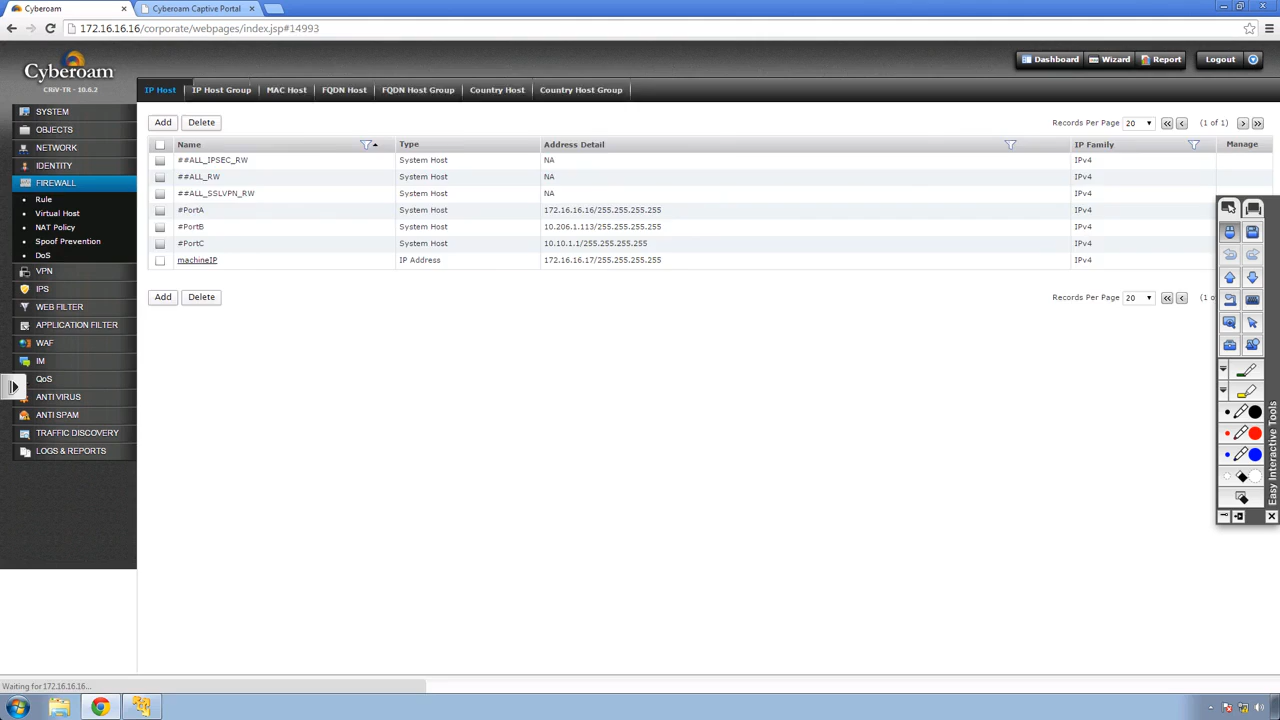 Cyberoam
Cyberoam Captive Portal
172.16.16.16/corporate/webpages/index.jsp#14993
Cyberoam
CRiV-TR - 10.6.2
Dashboard Wizard Report Logout
IP Host IP Host Group MAC Host FQDN Host FQDN Host Group Country Host Country Host Group
SYSTEM
OBJECTS
NETWORK
IDENTITY
FIREWALL
Rule
Virtual Host
NAT Policy
Spoof Prevention
DoS
VPN
IPS
WEB FILTER
APPLICATION FILTER
WAF
IM
QoS
ANTI VIRUS
ANTI SPAM
TRAFFIC DISCOVERY
LOGS & REPORTS
Add Delete Records Per Page 20 (1 of 1)
Name Type Address Detail IP Family Manage
##ALL_IPSEC_RW System Host NA IPv4
##ALL_RW System Host NA IPv4
##ALL_SSLVPN_RW System Host NA IPv4
#PortA System Host 172.16.16.16/255.255.255.255 IPv4
#PortB System Host 10.206.1.113/255.255.255.255 IPv4
#PortC System Host 10.10.1.1/255.255.255.255 IPv4
machineIP IP Address 172.16.16.17/255.255.255.255 IPv4
Add Delete Records Per Page 20 (1 o
Easy Interactive Tools
Waiting for 172.16.16.16...